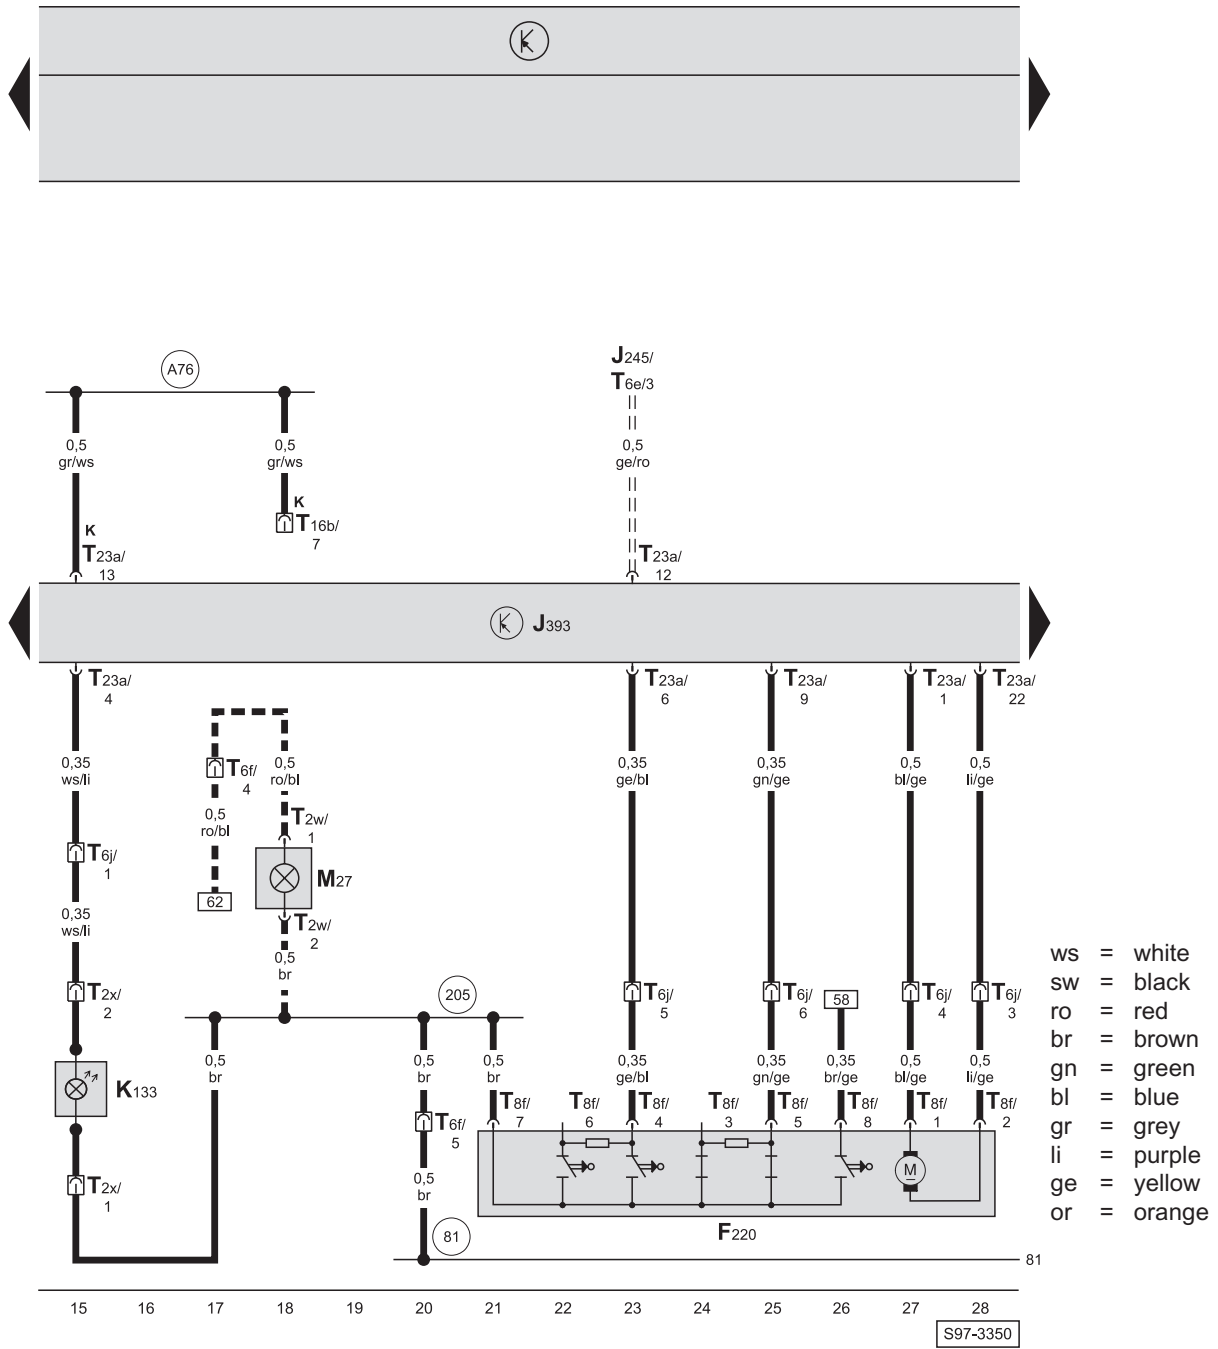 A76
J245/
T6e/3
0,5
gr/ws
0,5
gr/ws
0,5
ge/ro
K
T16b/
7
K
T23a/
13
T23a/
12
J393
T23a/
4
T23a/
6
T23a/
9
T23a/
1
T23a/
22
0,35
ws/li
T6f/
4
0,5
ro/bl
0,35
ge/bl
0,35
gn/ge
0,5
bl/ge
0,5
li/ge
0,5
ro/bl
T2w/
1
T6j/
1
M27
62
0,35
ws/li
T2w/
2
0,5
br
T2x/
2
205
T6j/
5
T6j/
6
58
T6j/
4
T6j/
3
K133
0,5
br
0,5
br
0,5
br
0,35
ge/bl
0,35
gn/ge
0,35
br/ge
0,5
bl/ge
0,5
li/ge
T8f/
7
T8f/
6
T8f/
4
T8f/
3
T8f/
5
T8f/
8
T8f/
1
T8f/
2
T6f/
5
M
T2x/
1
0,5
br
F220
81
81
15 16 17 18 19 20 21 22 23 24 25 26 27 28
S97-3350
ws = white
sw = black
ro = red
br = brown
gn = green
bl = blue
gr = grey
li = purple
ge = yellow
or = orange